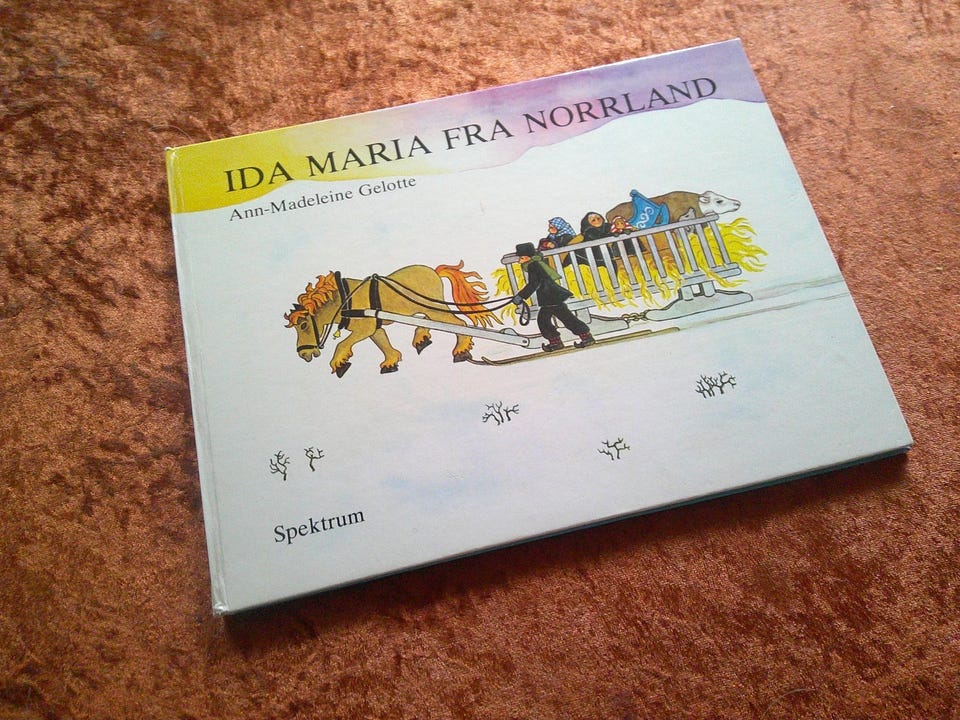 IDA MARIA FRA NORRLAND
Ann-Madeleine Gelotte
Spektrum